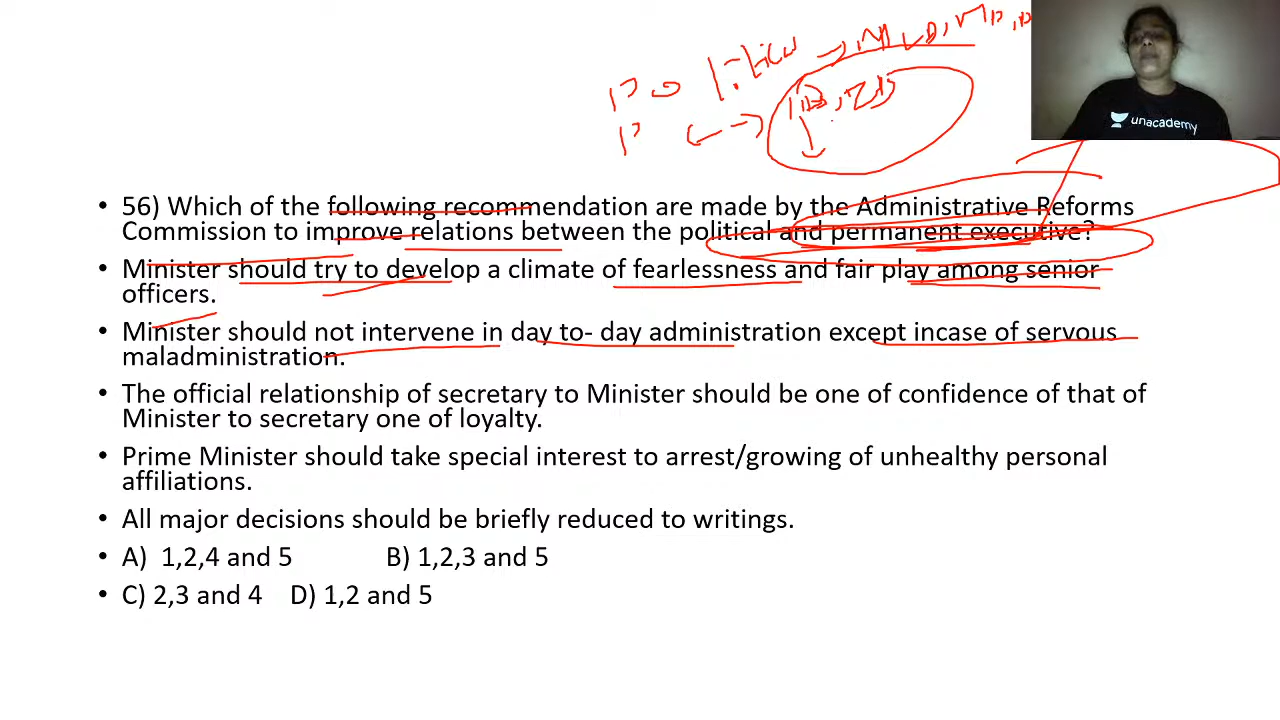 Political → MLA, MP,
P
unacademy
• 56) Which of the following recommendation are made by the Administrative Reforms
Commission to improve relations between the political and permanent executive?
• Minister should try to develop a climate of fearlessness and fair play among senior
officers.
• Minister should not intervene in day to- day administration except incase of servous
maladministration.
• The official relationship of secretary to Minister should be one of confidence of that of
Minister to secretary one of loyalty.
• Prime Minister should take special interest to arrest/growing of unhealthy personal
affiliations.
• All major decisions should be briefly reduced to writings.
• A) 1,2,4 and 5 B) 1,2,3 and 5
• C) 2,3 and 4 D) 1,2 and 5